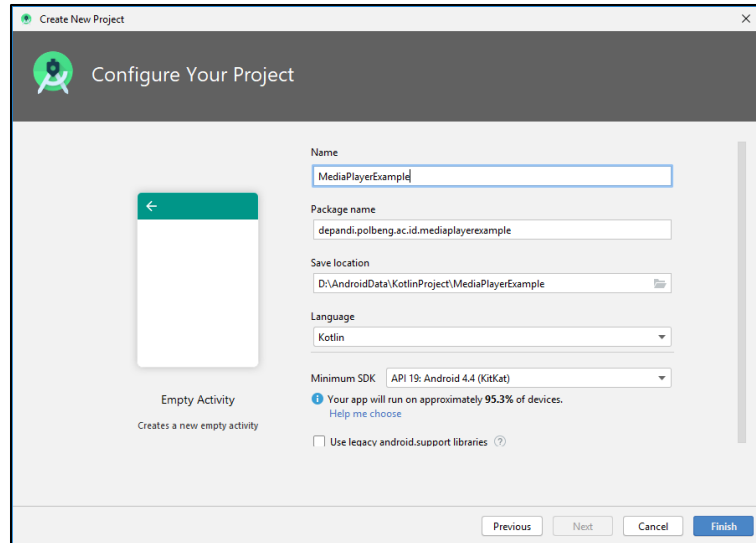 Create New Project
Configure Your Project
Name
MediaPlayerExample
Package name
depandi.polbeng.ac.id.mediaplayerexample
Save location
D:\AndroidData\KotlinProject\MediaPlayerExample
Language
Kotlin
Minimum SDK API 19: Android 4.4 (KitKat)
Your app will run on approximately 95.3% of devices.
Help me choose
Use legacy android.support libraries ?
Empty Activity
Creates a new empty activity
Previous Next Cancel Finish